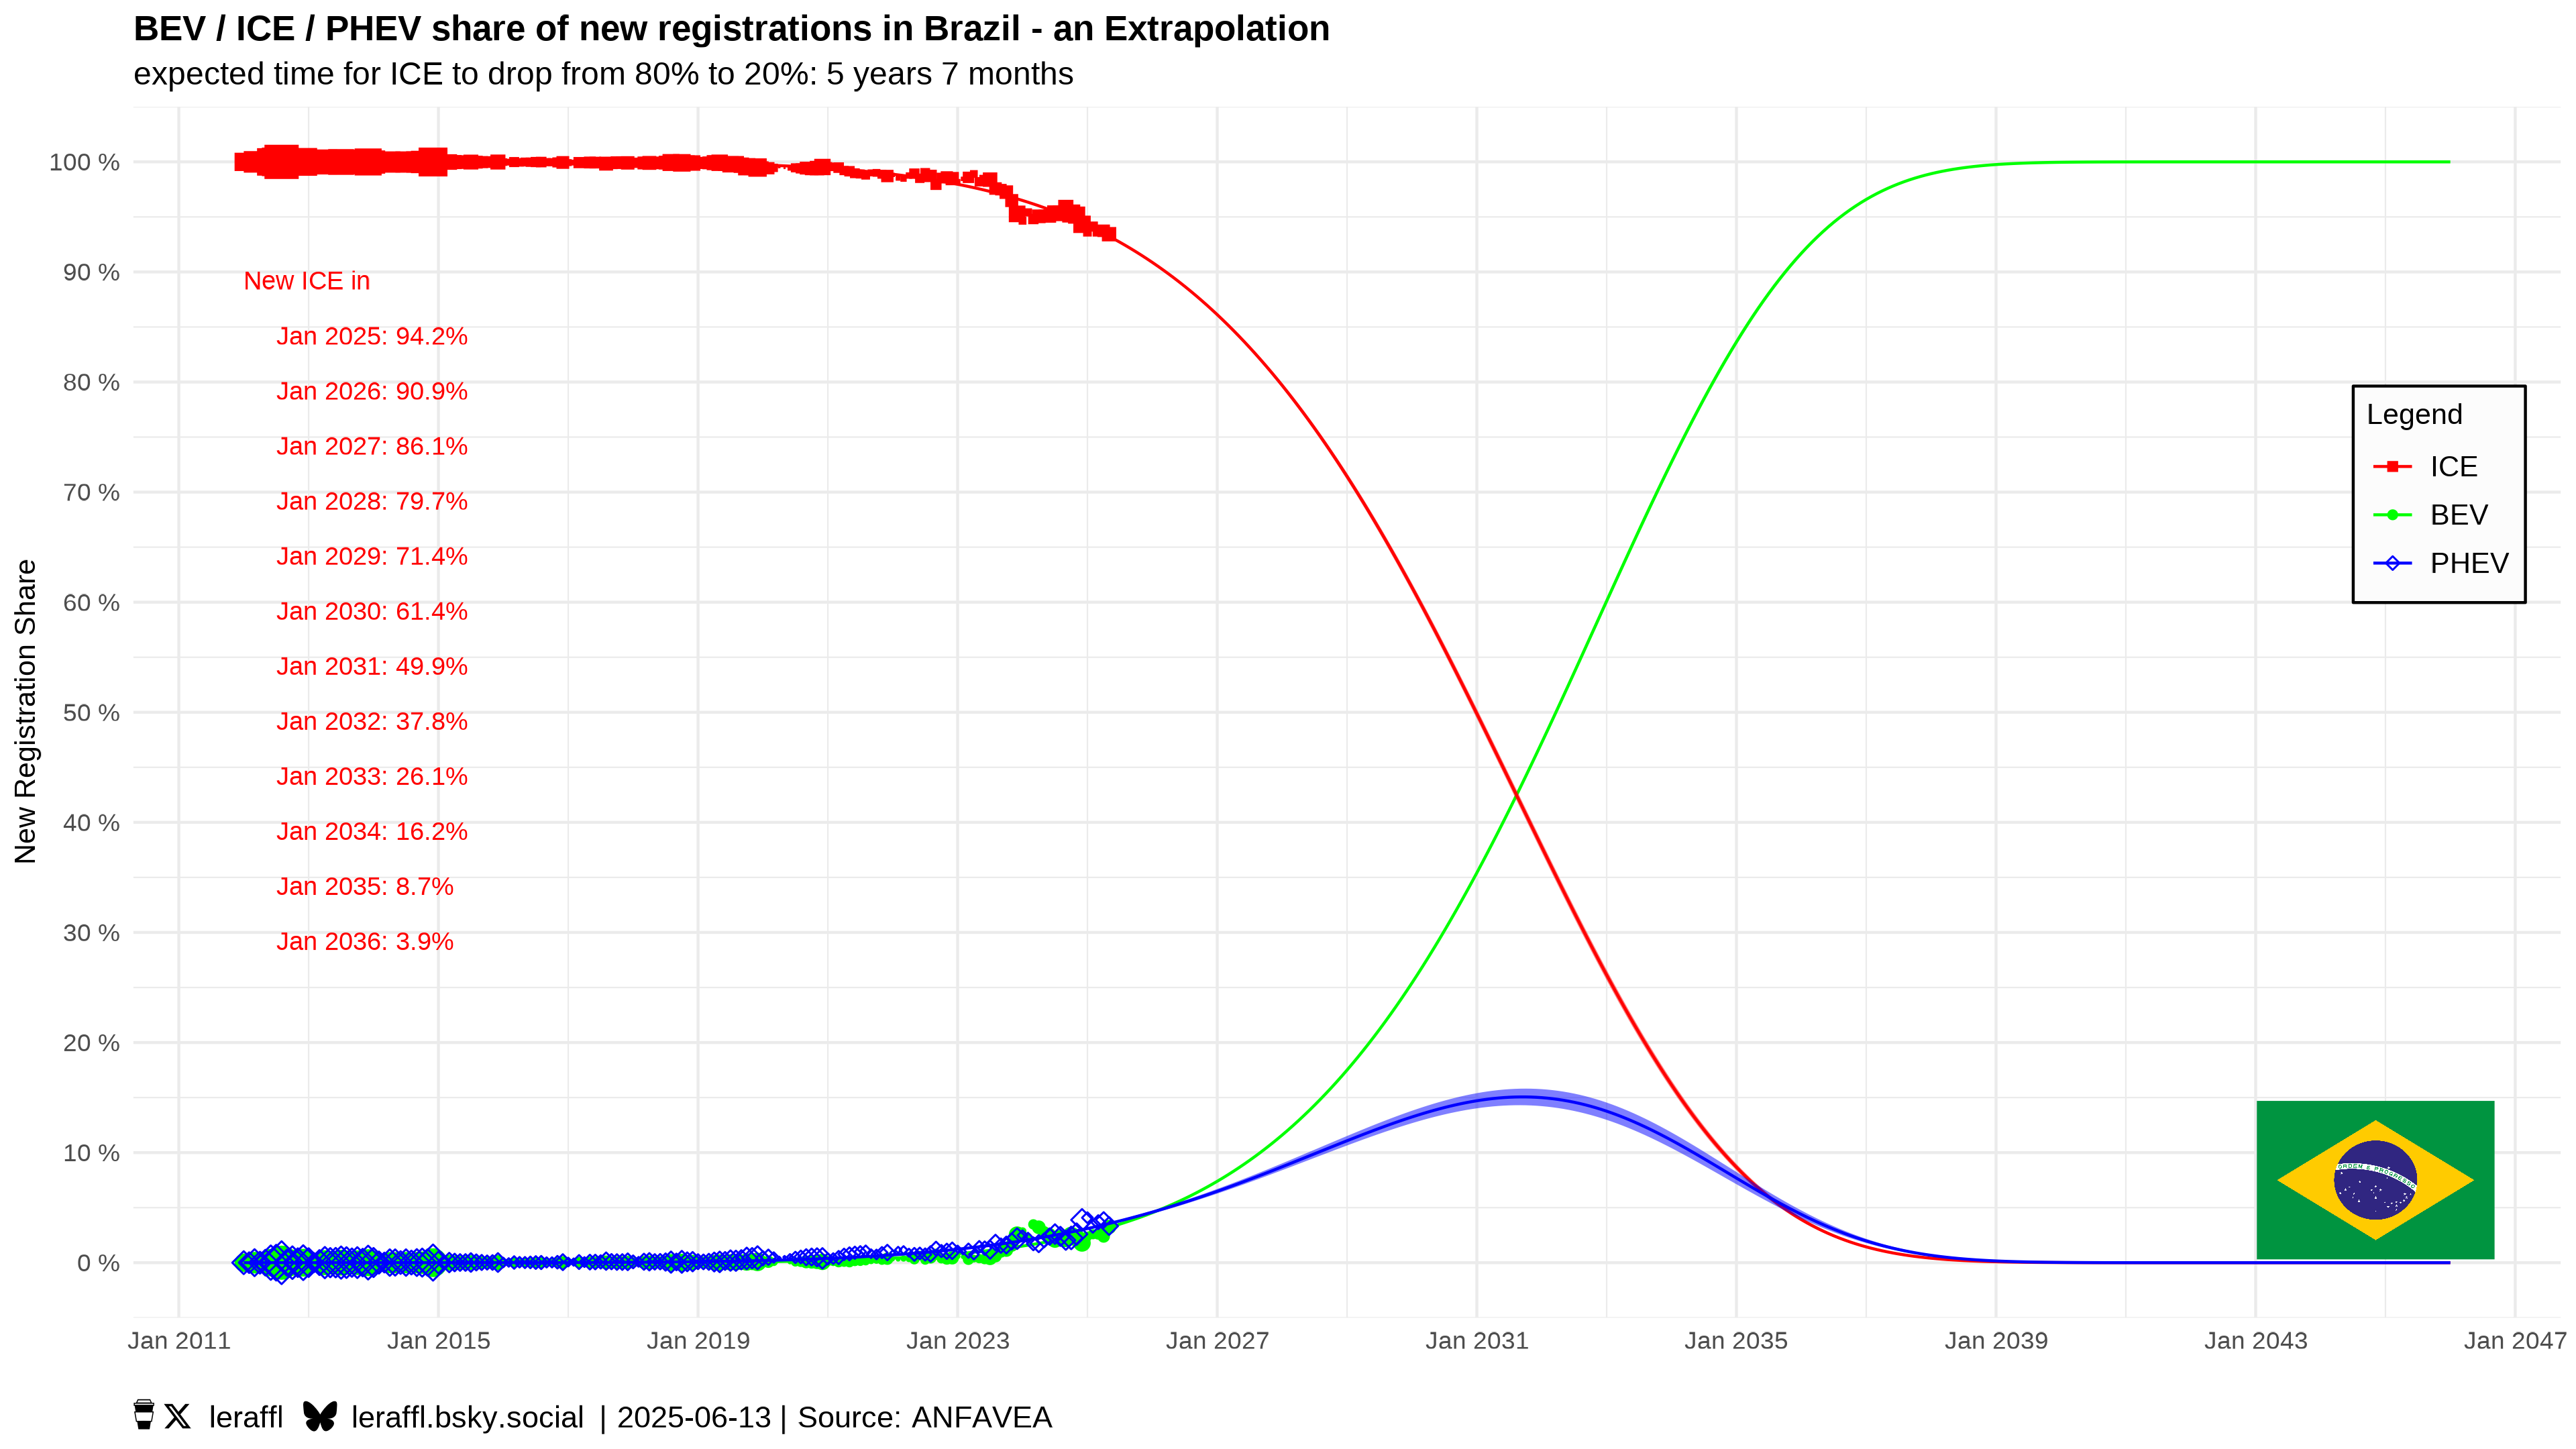 BEV / ICE / PHEV share of new registrations in Brazil - an Extrapolation
expected time for ICE to drop from 80% to 20%: 5 years 7 months
New Registration Share
100 %
90 %
80 %
70 %
60 %
50 %
40 %
30 %
20 %
10 %
0 %
New ICE in
Jan 2025: 94.2%
Jan 2026: 90.9%
Jan 2027: 86.1%
Jan 2028: 79.7%
Jan 2029: 71.4%
Jan 2030: 61.4%
Jan 2031: 49.9%
Jan 2032: 37.8%
Jan 2033: 26.1%
Jan 2034: 16.2%
Jan 2035: 8.7%
Jan 2036: 3.9%
Legend
ICE
BEV
PHEV
ORDEM E PROGRESSO
Jan 2011 Jan 2015 Jan 2019 Jan 2023 Jan 2027 Jan 2031 Jan 2035 Jan 2039 Jan 2043 Jan 2047
leraffl leraffl.bsky.social | 2025-06-13 | Source: ANFAVEA